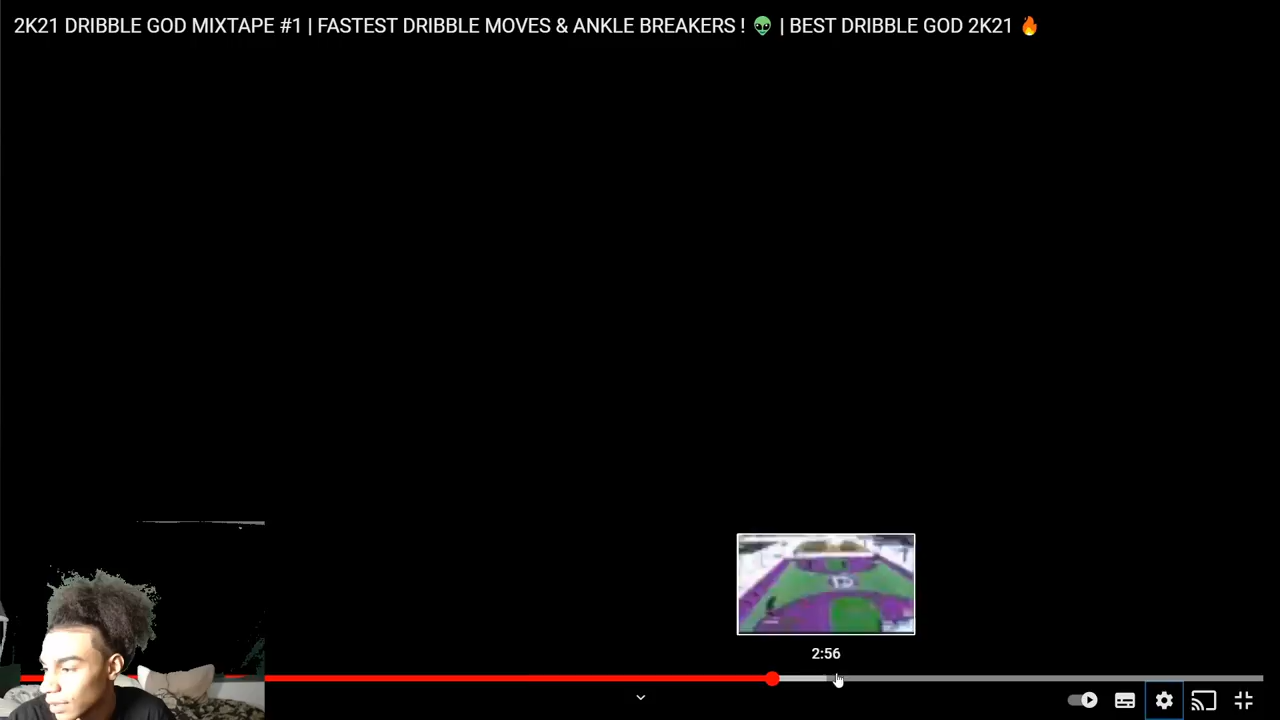 2K21 DRIBBLE GOD MIXTAPE #1 | FASTEST DRIBBLE MOVES & ANKLE BREAKERS ! 👽 | BEST DRIBBLE GOD 2K21 🔥
2:56